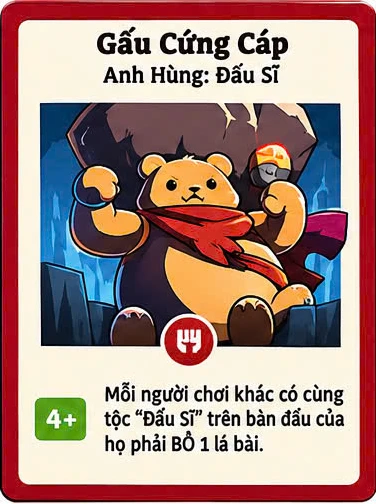 Gấu Cứng Cáp
Anh Hùng: Đấu Sĩ
4+
Mỗi người chơi khác có cùng
tộc “Đấu Sĩ” trên bàn đấu của
họ phải BỎ 1 lá bài.